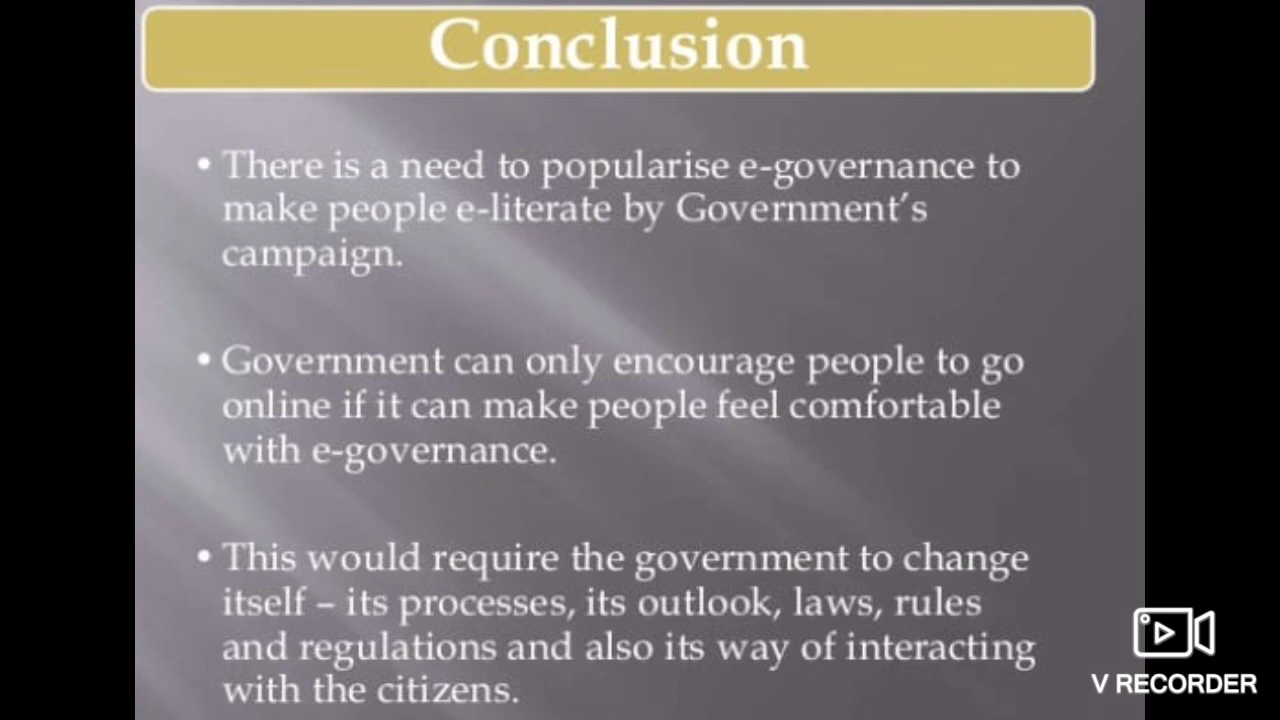 Conclusion
• There is a need to popularise e-governance to
make people e-literate by Government’s
campaign.
• Government can only encourage people to go
online if it can make people feel comfortable
with e-governance.
• This would require the government to change
itself – its processes, its outlook, laws, rules
and regulations and also its way of interacting
with the citizens.
V RECORDER